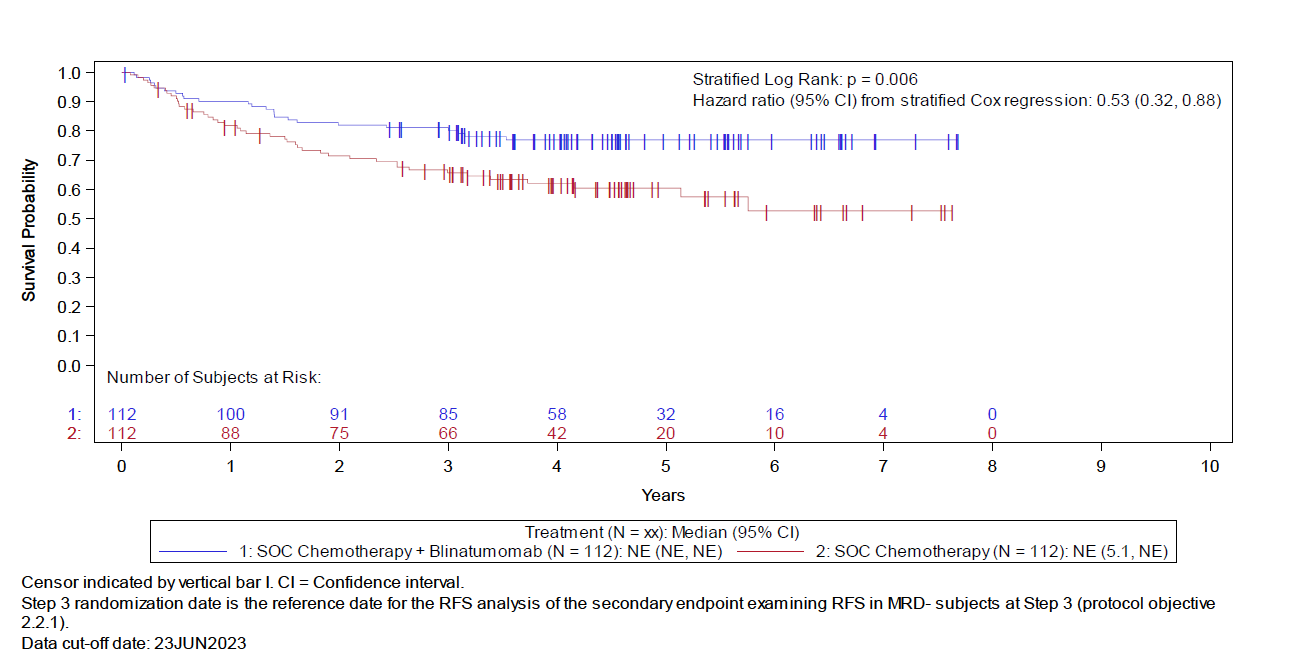 Stratified Log Rank: p = 0.006
Hazard ratio (95% CI) from stratified Cox regression: 0.53 (0.32, 0.88)
Survival Probability
1.0
0.9
0.8
0.7
0.6
0.5
0.4
0.3
0.2
0.1
0.0
Number of Subjects at Risk:
1: 112 100 91 85 58 32 16 4 0
2: 112 88 75 66 42 20 10 4 0
0 1 2 3 4 5 6 7 8 9 10
Years
Treatment (N = xx): Median (95% CI)
1: SOC Chemotherapy + Blinatumomab (N = 112): NE (NE, NE) 2: SOC Chemotherapy (N = 112): NE (5.1, NE)
Censor indicated by vertical bar I. CI = Confidence interval.
Step 3 randomization date is the reference date for the RFS analysis of the secondary endpoint examining RFS in MRD- subjects at Step 3 (protocol objective
2.2.1).
Data cut-off date: 23JUN2023